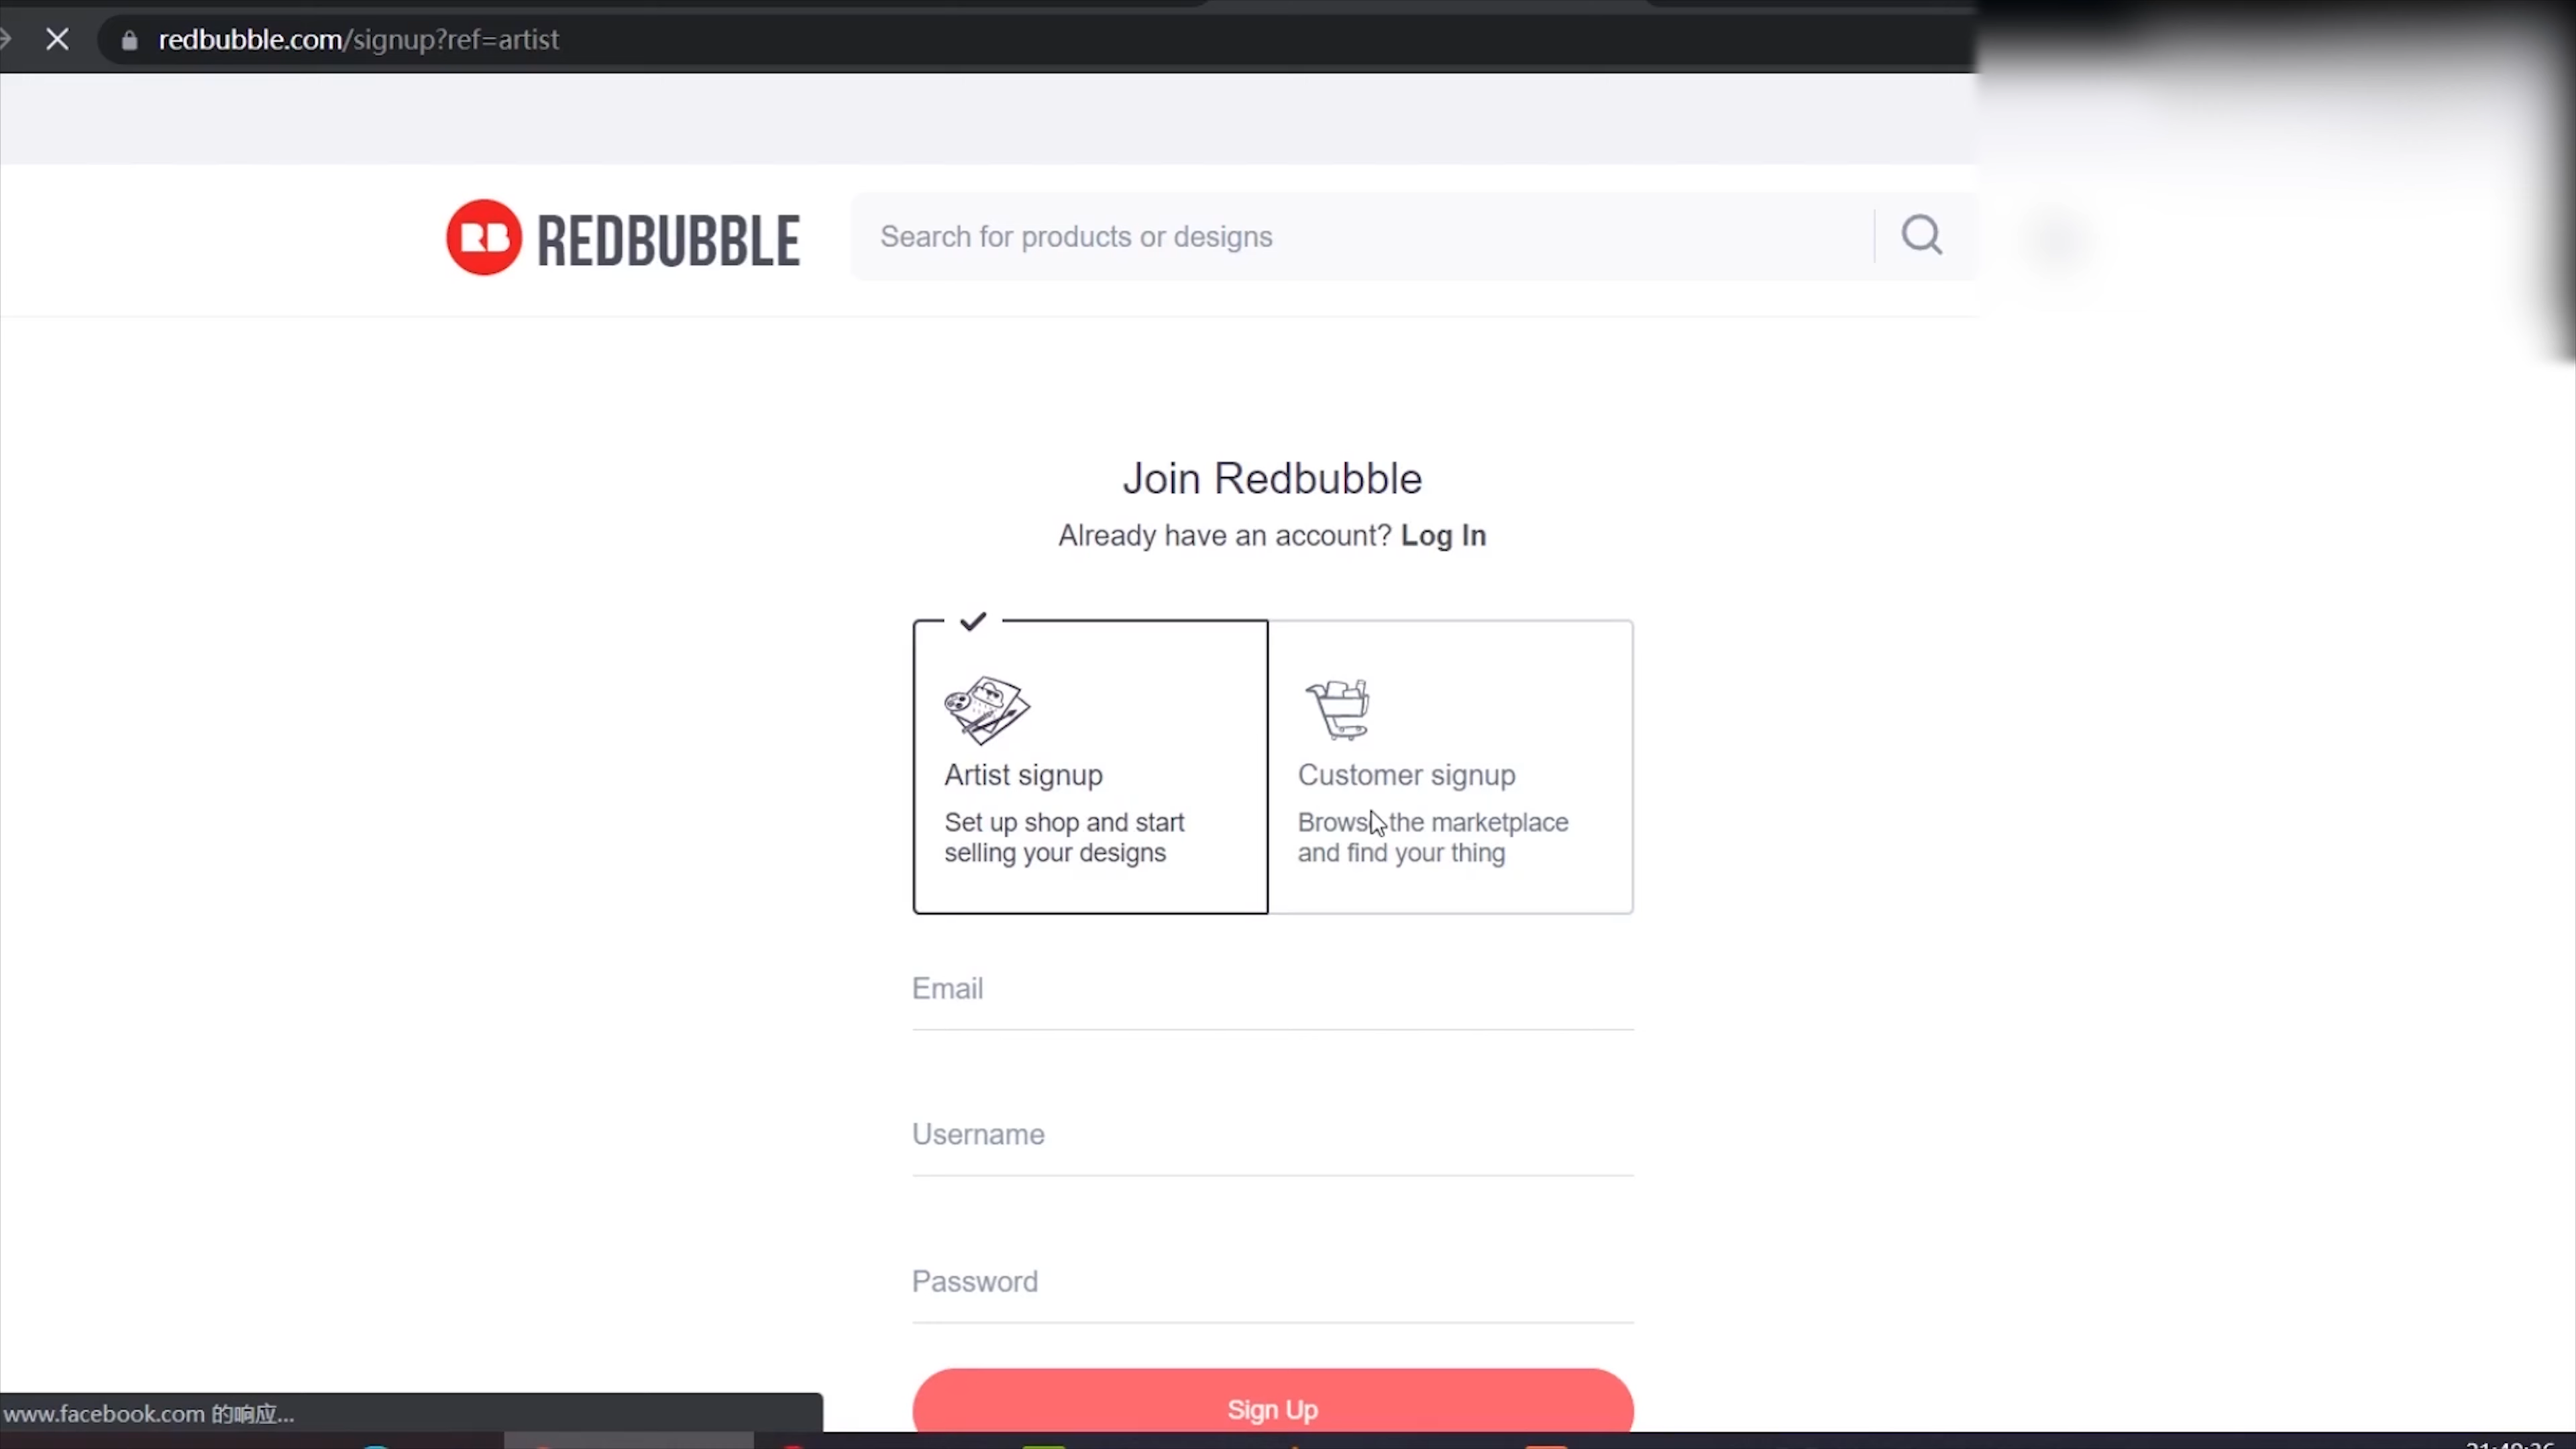 redbubble.com/signup?ref=artist
RB REDBUBBLE
Search for products or designs
Join Redbubble
Already have an account? Log In
Artist signup
Set up shop and start
selling your designs
Customer signup
Browse the marketplace
and find your thing
Email
Username
Password
Sign Up
www.facebook.com 的响应...